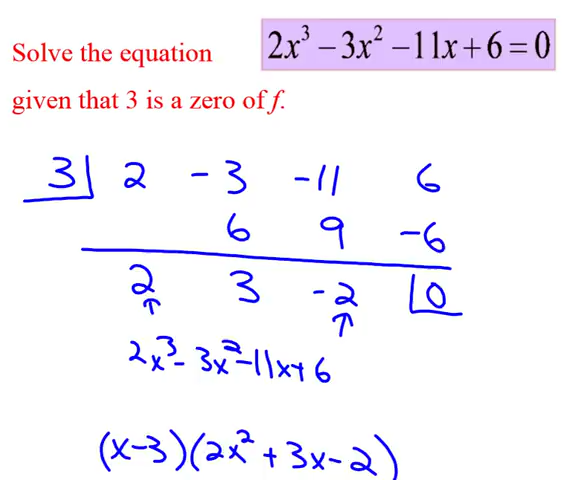 Solve the equation 2x³ − 3x² − 11x + 6 = 0
given that 3 is a zero of f.
3 2 -3 -11 6
6 9 -6
2 3 -2 0
2x³ - 3x² - 11x + 6
(x-3)(2x² + 3x - 2)